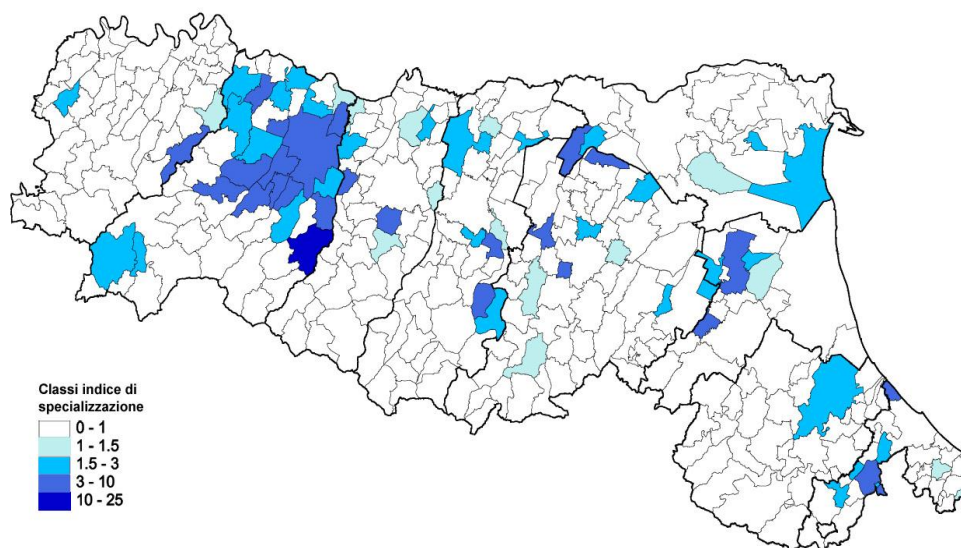 Classi indice di
specializzazione
0 - 1
1 - 1.5
1.5 - 3
3 - 10
10 - 25